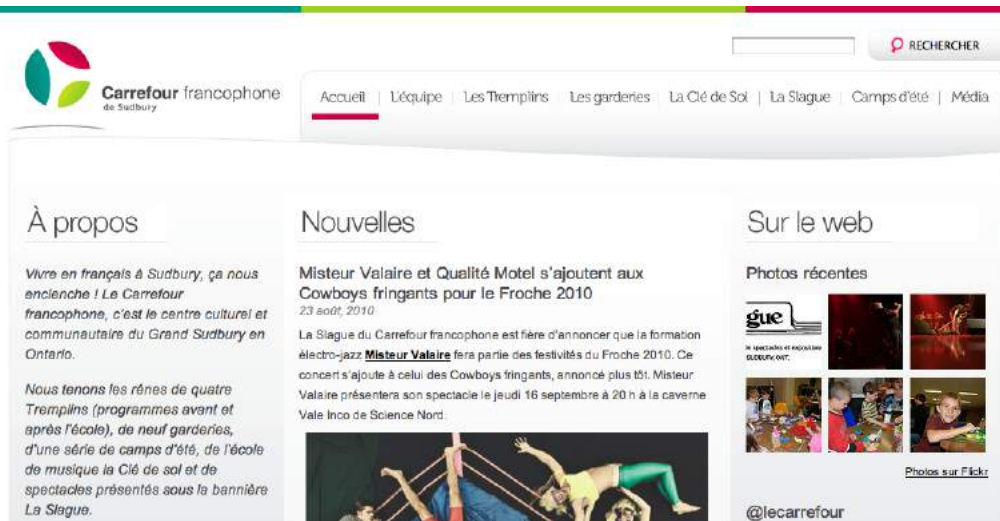 RECHERCHER
Carrefour francophone
de Sudbury
Accueil | L'équipe | Les Tremplins | Les garderies | La Clé de Sol | La Slague | Camps d'été | Média
À propos
Vivre en français à Sudbury, ça nous
enclenche ! Le Carrefour
francophone, c'est le centre culturel et
communautaire du Grand Sudbury en
Ontario.
Nous tenons les rênes de quatre
Tremplins (programmes avant et
après l'école), de neuf garderies,
d'une série de camps d'été, de l'école
de musique la Clé de sol et de
spectacles présentés sous la bannière
La Slague.
Nouvelles
Misteur Valaire et Qualité Motel s'ajoutent aux
Cowboys fringants pour le Froche 2010
23 août, 2010
La Slague du Carrefour francophone est fière d'annoncer que la formation
électro-jazz Misteur Valaire fera partie des festivités du Froche 2010. Ce
concert s'ajoute à celui des Cowboys fringants, annoncé plus tôt. Misteur
Valaire présentera son spectacle le jeudi 16 septembre à 20 h à la caverne
Vale Inco de Science Nord.
Sur le web
Photos récentes
gue
le spectacles et exposition
SUDBURY, ONT.
Photos sur Flickr
@lecarrefour